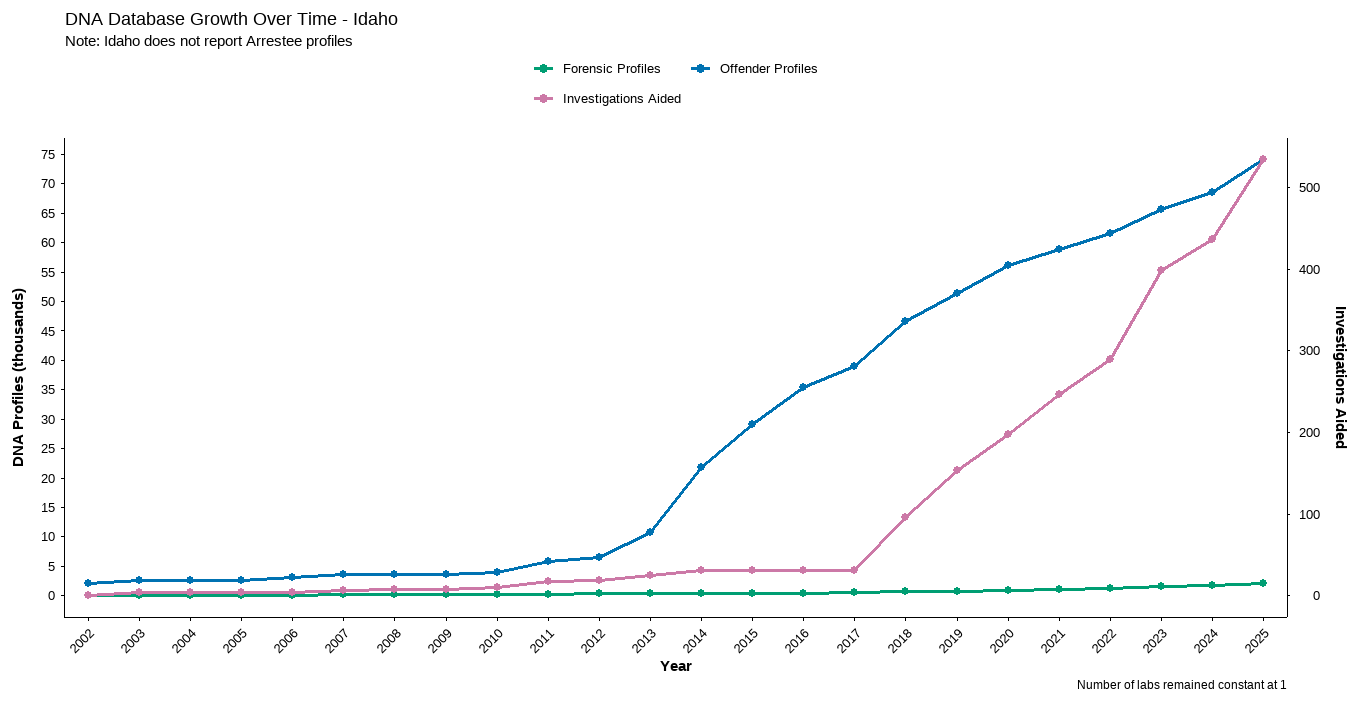 DNA Database Growth Over Time - Idaho
Note: Idaho does not report Arrestee profiles
Forensic Profiles
Offender Profiles
Investigations Aided
75
70
65
60
55
50
45
40
35
30
25
20
15
10
5
0
DNA Profiles (thousands)
500
400
300
200
100
0
Investigations Aided
2002 2003 2004 2005 2006 2007 2008 2009 2010 2011 2012 2013 2014 2015 2016 2017 2018 2019 2020 2021 2022 2023 2024 2025
Year
Number of labs remained constant at 1